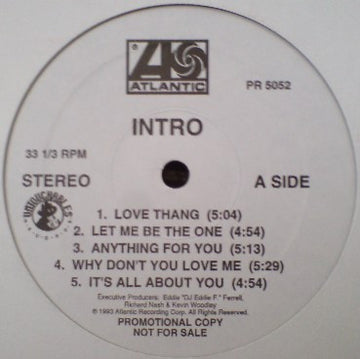 ®
ATLANTIC
PR 5052
INTRO
33 1/3 RPM
STEREO
A SIDE
UNTOUCHABLES
1. LOVE THANG (5:04)
2. LET ME BE THE ONE (4:54)
3. ANYTHING FOR YOU (5:13)
4. WHY DON'T YOU LOVE ME (5:29)
5. IT'S ALL ABOUT YOU (4:54)
Executive Producers: Eddie "DJ Eddie F." Ferrell,
Richard Nash & Kevin Woodley
© 1993 Atlantic Recording Corp. All Rights Reserved.
PROMOTIONAL COPY
NOT FOR SALE